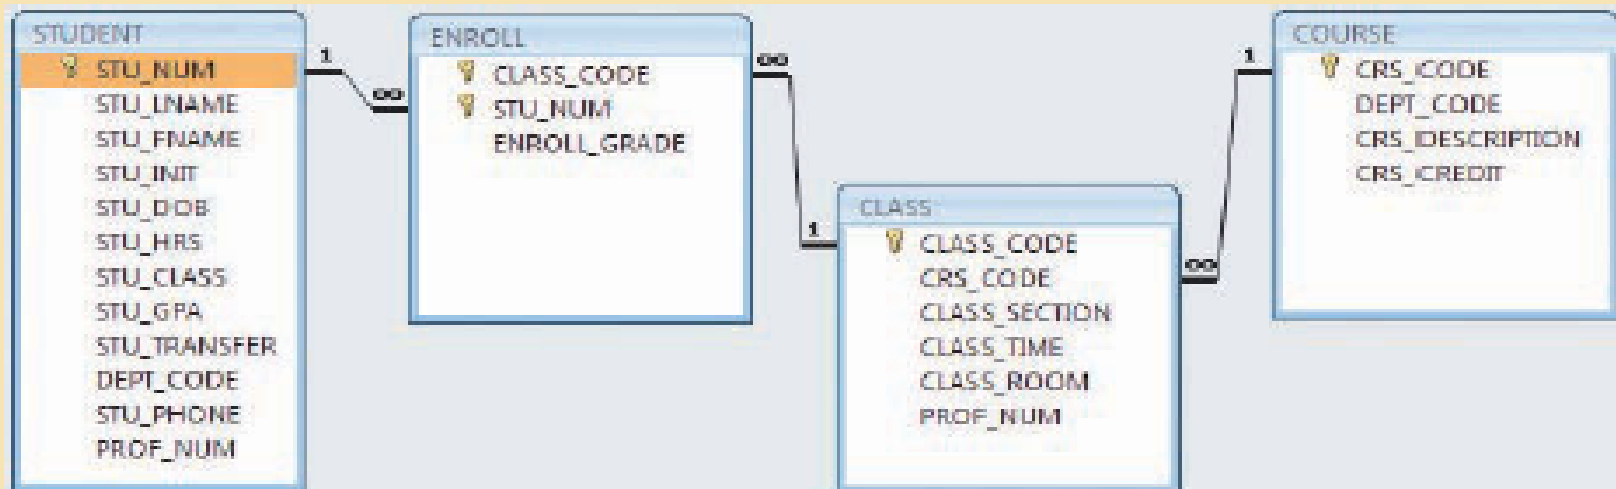 STUDENT
STU_NUM
STU_LNAME
STU_FNAME
STU_INIT
STU_DOB
STU_HRS
STU_CLASS
STU_GPA
STU_TRANSFER
DEPT_CODE
STU_PHONE
PROF_NUM
1
∞
ENROLL
CLASS_CODE
STU_NUM
ENROLL_GRADE
∞
1
CLASS
CLASS_CODE
CRS_CODE
CLASS_SECTION
CLASS_TIME
CLASS_ROOM
PROF_NUM
∞
1
COURSE
CRS_CODE
DEPT_CODE
CRS_DESCRIPTION
CRS_CREDIT